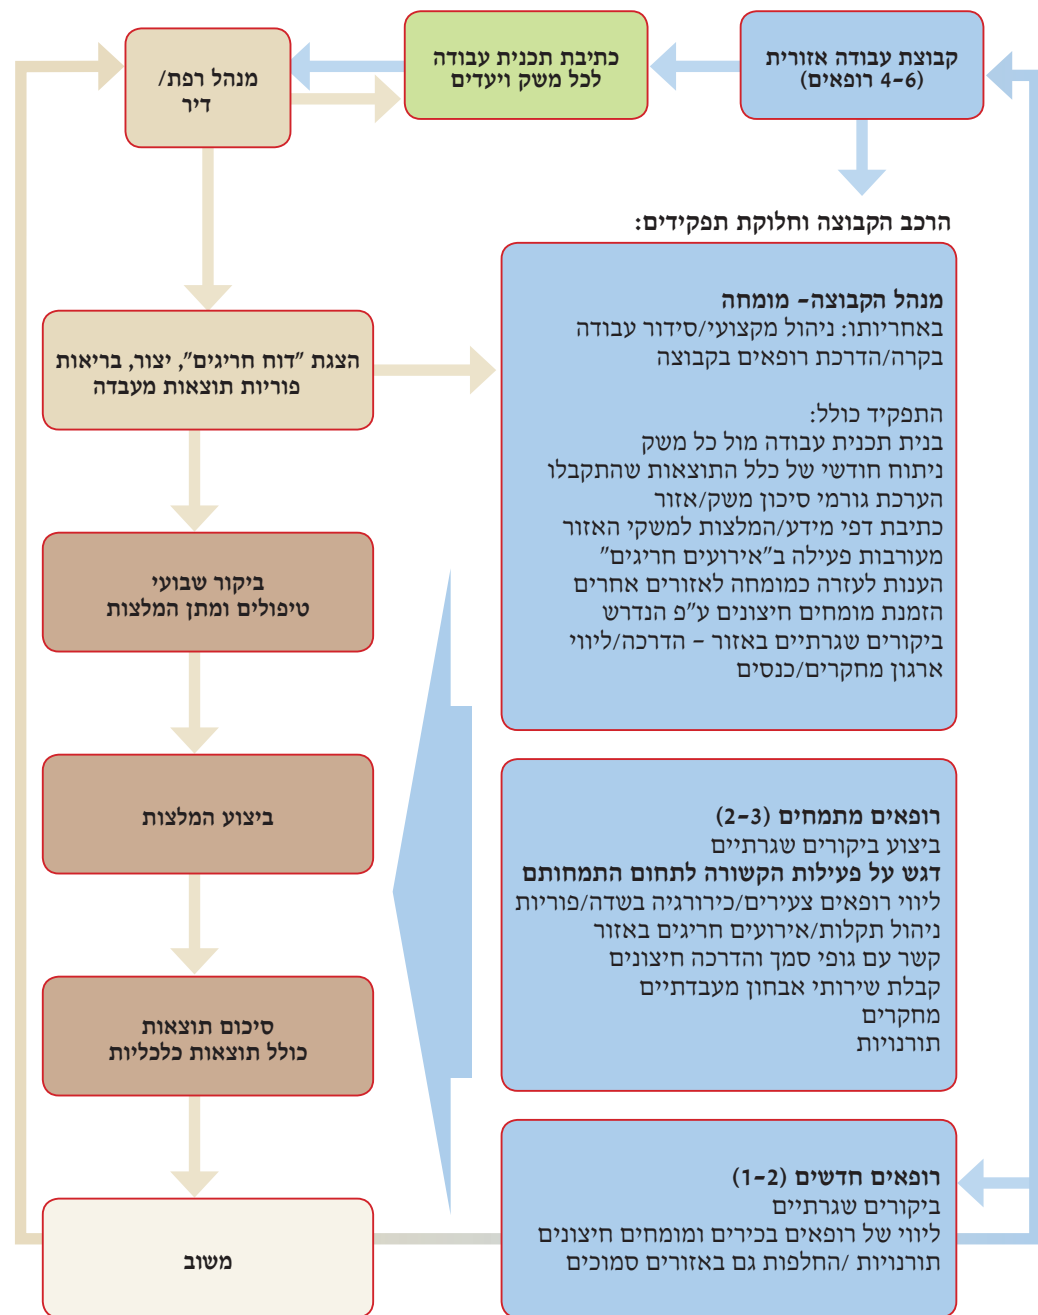 קבוצת עבודה אזורית
(4-6 רופאים)
כתיבת תכנית עבודה
לכל משק ויעדים
מנהל רפת/
דיר
הרכב הקבוצה וחלוקת תפקידים:
מנהל הקבוצה- מומחה
באחריותו: ניהול מקצועי/סידור עבודה
בקרה/הדרכת רופאים בקבוצה
התפקיד כולל:
בנית תכנית עבודה מול כל משק
ניתוח חודשי של כלל התוצאות שהתקבלו
הערכת גורמי סיכון משק/אזור
כתיבת דפי מידע/המלצות למשקי האזור
מעורבות פעילה ב"אירועים חריגים"
הענות לעזרה כמומחה לאזורים אחרים
הזמנת מומחים חיצונים ע"פ הנדרש
ביקורים שגרתיים באזור - הדרכה/ליווי
ארגון מחקרים/כנסים
רופאים מתמחים (2-3)
ביצוע ביקורים שגרתיים
דגש על פעילות הקשורה לתחום התמחותם
ליווי רופאים צעירים/כירורגיה בשדה/פוריות
ניהול תקלות/אירועים חריגים באזור
קשר עם גופי סמך והדרכה חיצונים
קבלת שירותי אבחון מעבדתיים
מחקרים
תורנויות
רופאים חדשים (1-2)
ביקורים שגרתיים
ליווי של רופאים בכירים ומומחים חיצונים
תורנויות /החלפות גם באזורים סמוכים
הצגת "דוח חריגים", יצור, בריאות
פוריות תוצאות מעבדה
ביקור שבועי
טיפולים ומתן המלצות
ביצוע המלצות
סיכום תוצאות
כולל תוצאות כלכליות
משוב